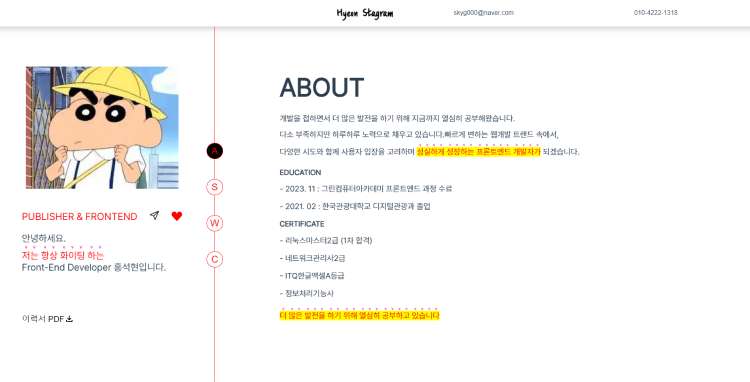 Hyeon Stagram
skyg000@naver.com
010-4222-1318
PUBLISHER & FRONTEND
안녕하세요.
저는 항상 화이팅 하는
Front-End Developer 홍석현입니다.
이력서 PDF
A
S
W
C
ABOUT
개발을 접하면서 더 많은 발전을 하기 위해 지금까지 열심히 공부해왔습니다.
다소 부족하지만 하루하루 노력으로 채우고 있습니다.빠르게 변하는 웹개발 트랜드 속에서,
다양한 시도와 함께 사용자 입장을 고려하며 성실하게 성장하는 프론트엔드 개발자가 되겠습니다.
EDUCATION
- 2023. 11 : 그린컴퓨터아카데미 프론트앤드 과정 수료
- 2021. 02 : 한국관광대학교 디지털관광과 졸업
CERTIFICATE
- 리눅스마스터2급 (1차 합격)
- 네트워크관리사2급
- ITQ한글엑셀A등급
- 정보처리기능사
더 많은 발전을 하기 위해 열심히 공부하고 있습니다